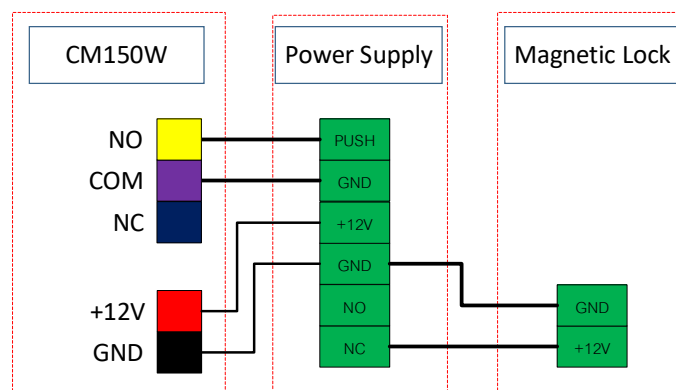 CM150W
Power Supply
Magnetic Lock
NO
COM
NC
+12V
GND
PUSH
GND
+12V
GND
NO
NC
GND
+12V